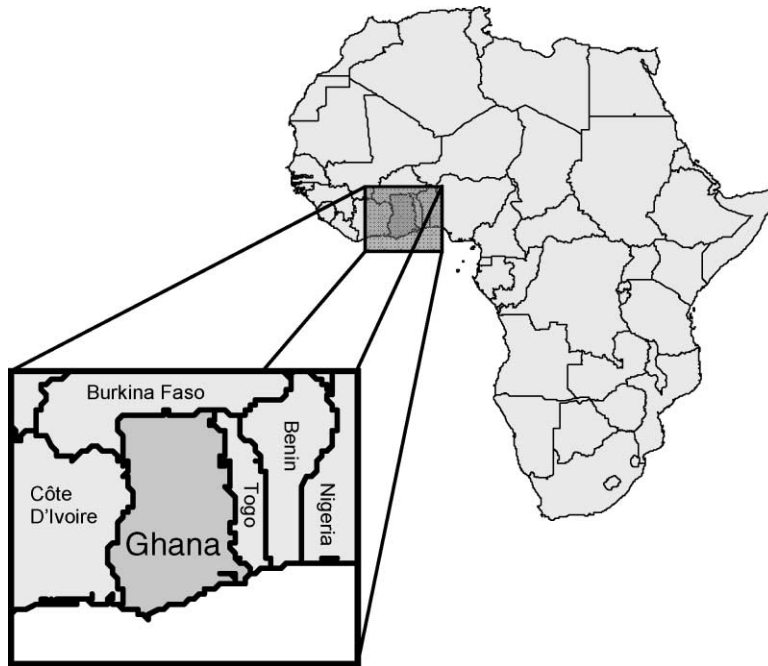 Burkina Faso
Benin
Côte
D'Ivoire
Togo
Nigeria
Ghana